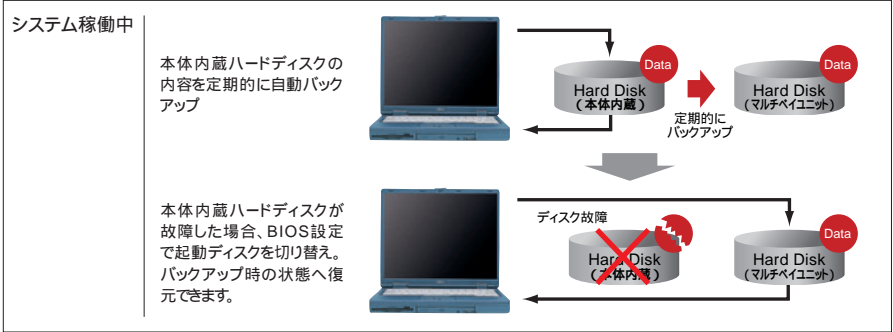 システム稼働中
本体内蔵ハードディスクの
内容を定期的に自動バック
アップ
Data
Hard Disk
(本体内蔵)
定期的に
バックアップ
Data
Hard Disk
(マルチベイユニット)
本体内蔵ハードディスクが
故障した場合、BIOS設定
で起動ディスクを切り替え。
バックアップ時の状態へ復
元できます。
ディスク故障
Hard Disk
(本体内蔵)
Data
Hard Disk
(マルチベイユニット)